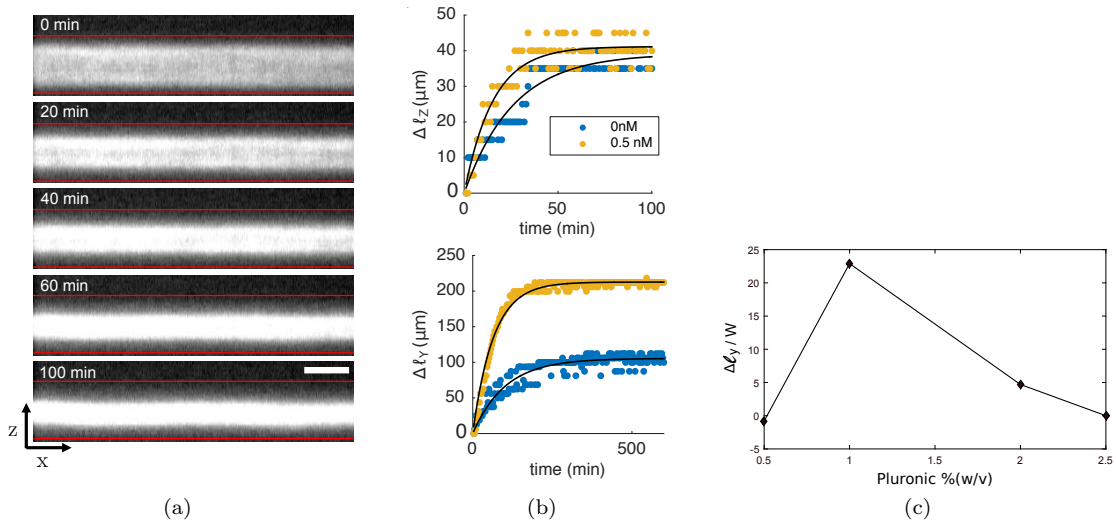 0 min
20 min
40 min
60 min
100 min
z
x
(a)
50
40
30
20
10
0
Δ ℓZ (μm)
0nM
0.5 nM
0 50 100
time (min)
250
200
150
100
50
0
Δ ℓY (μm)
0 500
time (min)
(b)
25
20
15
10
5
0
-5
Δℓy / W
0.5 1 1.5 2 2.5
Pluronic %(w/v)
(c)